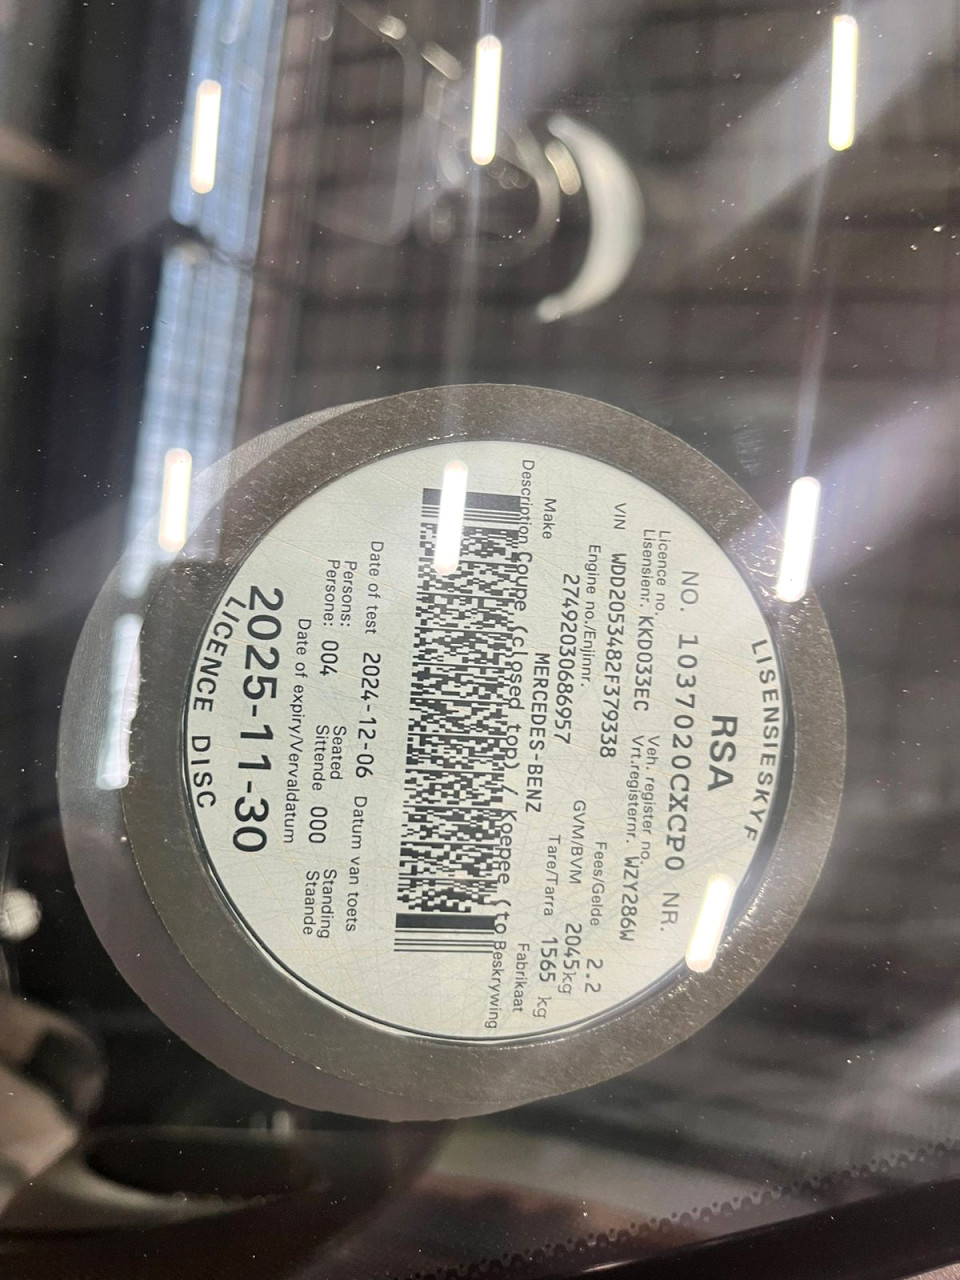 LISENSIESKYF
RSA
NO. 1037020CXCP0 NR.
Licence no. Veh. register no.
Lisensienr. KKD033EC Vrt.registernr. WZY286W
VIN WDD2053482F379338 Fees/Gelde 2.2
Engine no./Enjinnr. GVM/BVM 2045kg
27492030686957 Tare/Tarra 1565 kg
Make MERCEDES-BENZ Fabrikaat
Description Coupe (closed top) / Koepee (to Beskrywing
Date of test 2024-12-06 Datum van toets
Persons: Seated Standing
Persone: 004 Sittende 000 Staande
Date of expiry/Vervaldatum
2025-11-30
LICENCE DISC